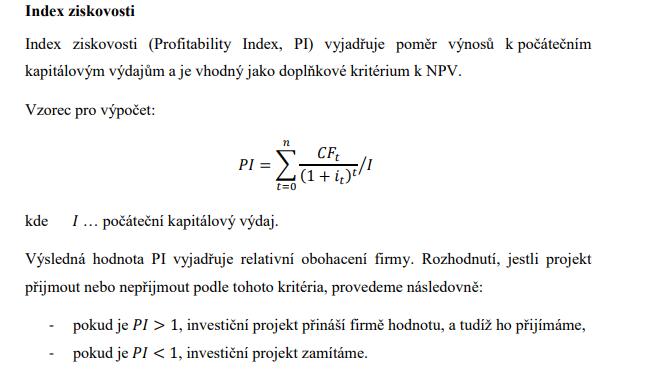 Index ziskovosti
Index ziskovosti (Profitability Index, PI) vyjadřuje poměr výnosů k počátečním
kapitálovým výdajům a je vhodný jako doplňkové kritérium k NPV.
Vzorec pro výpočet:
PI = \sum_{t=0}^{n} \frac{CF_t}{(1 + i_t)^t} / I
kde I … počáteční kapitálový výdaj.
Výsledná hodnota PI vyjadřuje relativní obohacení firmy. Rozhodnutí, jestli projekt
přijmout nebo nepřijmout podle tohoto kritéria, provedeme následovně:
- pokud je PI > 1, investiční projekt přináší firmě hodnotu, a tudíž ho přijímáme,
- pokud je PI < 1, investiční projekt zamítáme.